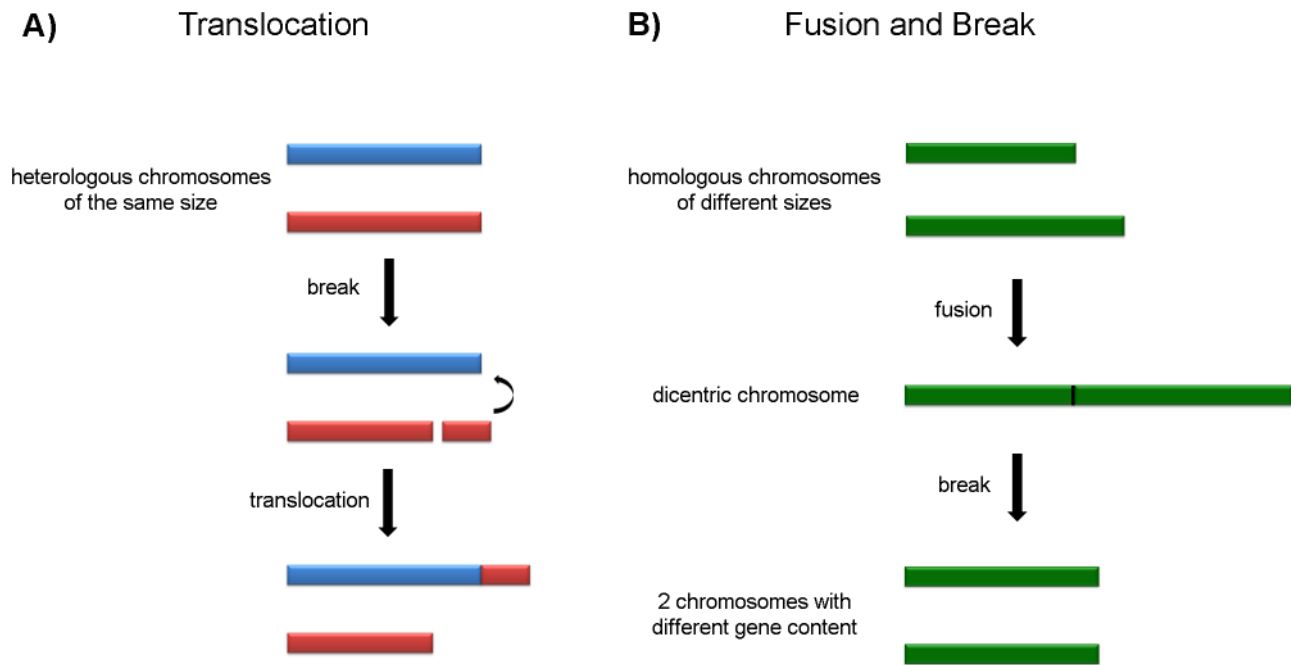 A) Translocation
heterologous chromosomes
of the same size
break
translocation
B) Fusion and Break
homologous chromosomes
of different sizes
fusion
dicentric chromosome
break
2 chromosomes with
different gene content